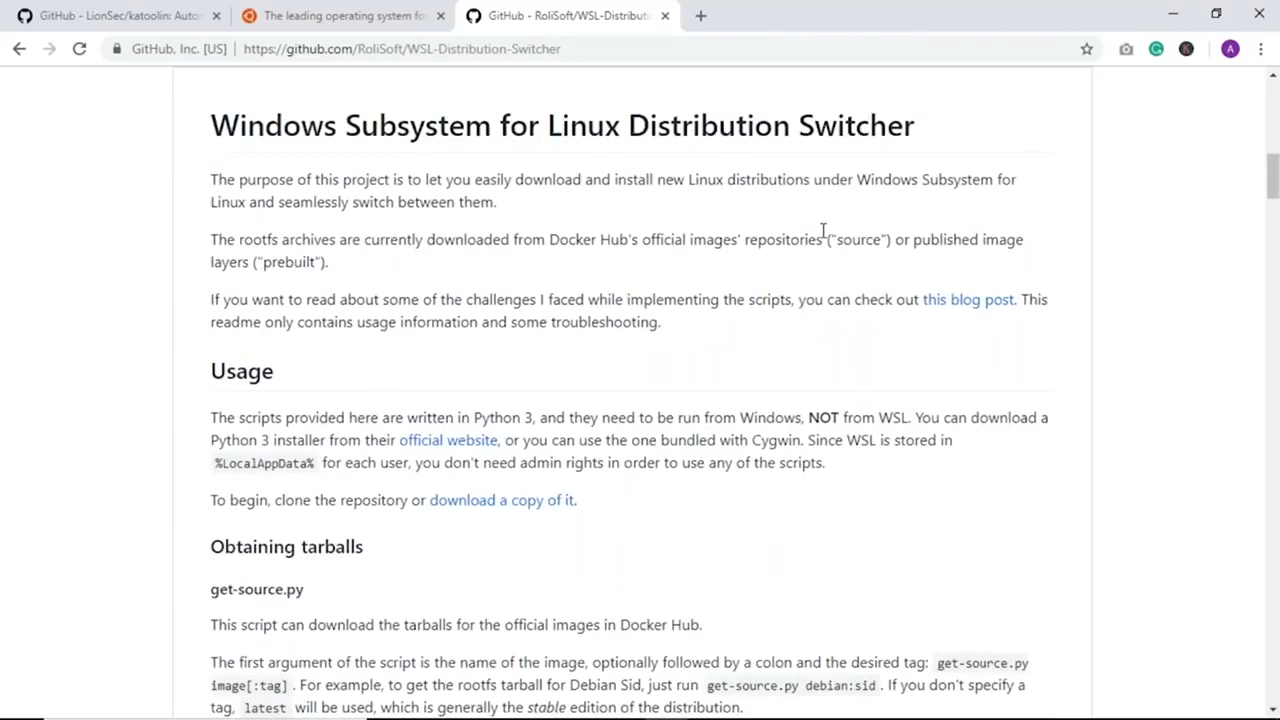 GitHub - LionSec/katoolin: Autor
The leading operating system fo
GitHub - RoliSoft/WSL-Distributi
GitHub, Inc. [US] | https://github.com/RoliSoft/WSL-Distribution-Switcher
A
Windows Subsystem for Linux Distribution Switcher
The purpose of this project is to let you easily download and install new Linux distributions under Windows Subsystem for
Linux and seamlessly switch between them.
The rootfs archives are currently downloaded from Docker Hub's official images' repositories ("source") or published image
layers ("prebuilt").
If you want to read about some of the challenges I faced while implementing the scripts, you can check out this blog post. This
readme only contains usage information and some troubleshooting.
Usage
The scripts provided here are written in Python 3, and they need to be run from Windows, NOT from WSL. You can download a
Python 3 installer from their official website, or you can use the one bundled with Cygwin. Since WSL is stored in
%LocalAppData% for each user, you don't need admin rights in order to use any of the scripts.
To begin, clone the repository or download a copy of it.
Obtaining tarballs
get-source.py
This script can download the tarballs for the official images in Docker Hub.
The first argument of the script is the name of the image, optionally followed by a colon and the desired tag: get-source.py
image[:tag] . For example, to get the rootfs tarball for Debian Sid, just run get-source.py debian:sid . If you don't specify a
tag, latest will be used, which is generally the stable edition of the distribution.